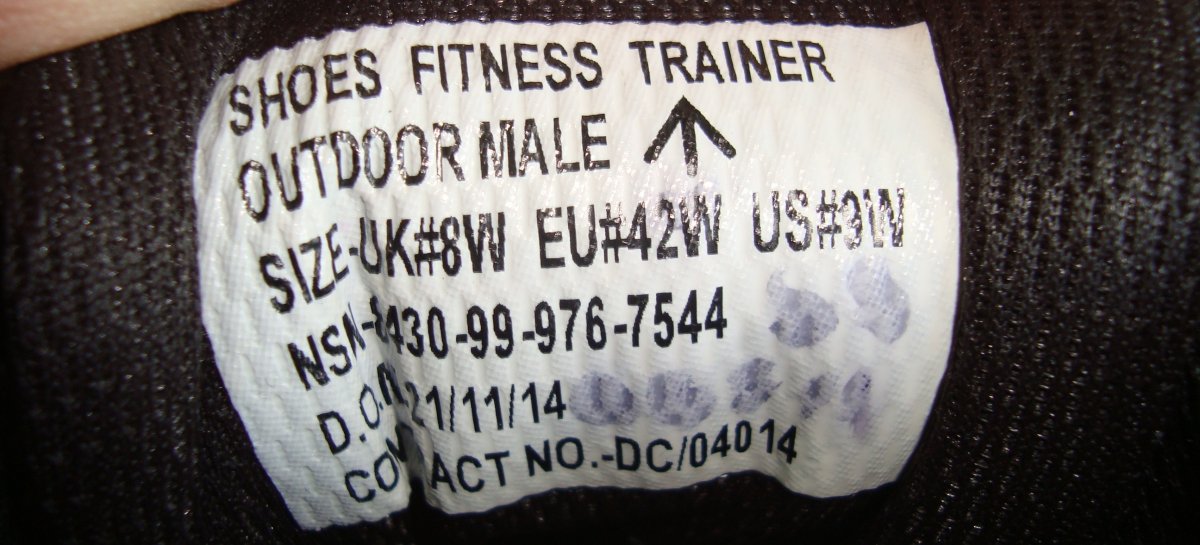 SHOES FITNESS TRAINER
OUTDOOR MALE ↑
SIZE-UK#8W EU#42W US#9W
NSN-8430-99-976-7544
21/11/14
NO.-DC/04014